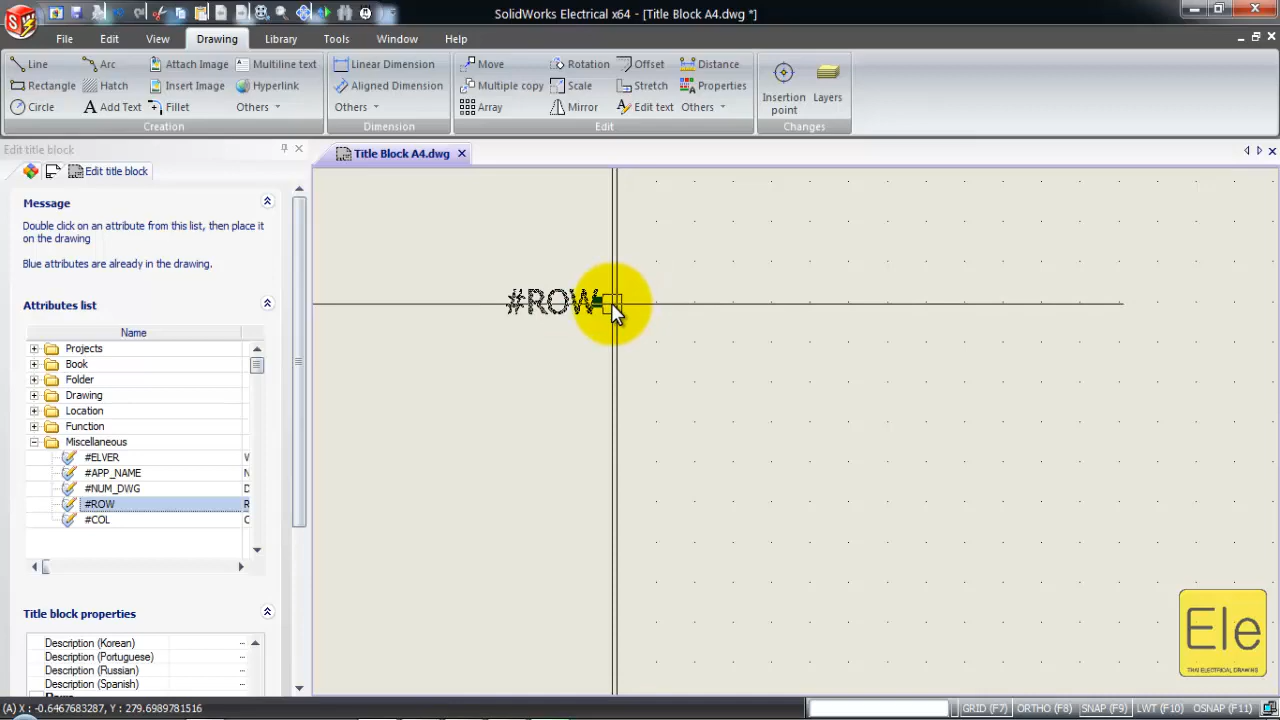 SolidWorks Electrical x64 - [Title Block A4.dwg *]
File Edit View Drawing Library Tools Window Help
Line Arc Attach Image Multiline text Linear Dimension Move Rotation Offset Distance
Rectangle Hatch Insert Image Hyperlink Aligned Dimension Multiple copy Scale Stretch Properties
Circle Add Text Fillet Others Others Array Mirror Edit text Others
Insertion point Layers
Creation Dimension Edit Changes
Edit title block
Title Block A4.dwg
Edit title block
Message
Double click on an attribute from this list, then place it
on the drawing
Blue attributes are already in the drawing.
Attributes list
Name
Projects
Book
Folder
Drawing
Location
Function
Miscellaneous
#ELVER
#APP_NAME
#NUM_DWG
#ROW
#COL
Title block properties
Description (Korean)
Description (Portuguese)
Description (Russian)
Description (Spanish)
#ROW
Ele
THAI ELECTRICAL DRAWING
(A) X : -0.6467683287, Y : 279.6989781516
GRID (F7) ORTHO (F8) SNAP (F9) LWT (F10) OSNAP (F11)